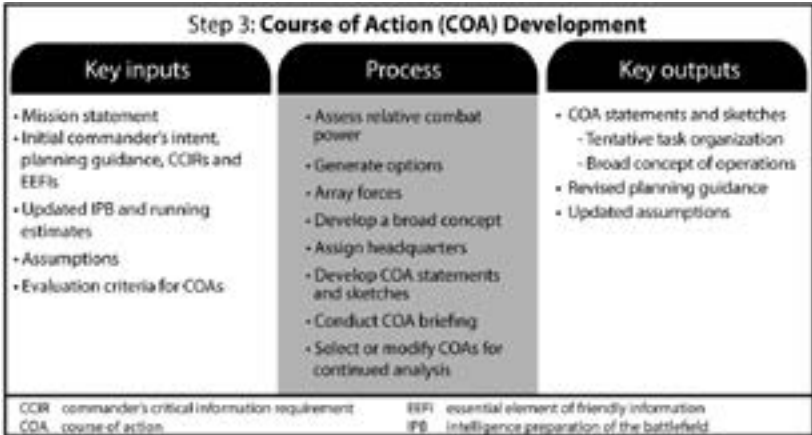 Step 3: Course of Action (COA) Development
Key inputs
• Mission statement
• Initial commander's intent,
planning guidance, CCIRs and
EEFIs
• Updated IPB and running
estimates
• Assumptions
• Evaluation criteria for COAs
Process
• Assess relative combat
power
• Generate options
• Array forces
• Develop a broad concept
• Assign headquarters
• Develop COA statements
and sketches
• Conduct COA briefing
• Select or modify COAs for
continued analysis
Key outputs
• COA statements and sketches
- Tentative task organization
- Broad concept of operations
• Revised planning guidance
• Updated assumptions
CCIR commander's critical information requirement
COA course of action
EEFI essential element of friendly information
IPB intelligence preparation of the battlefield